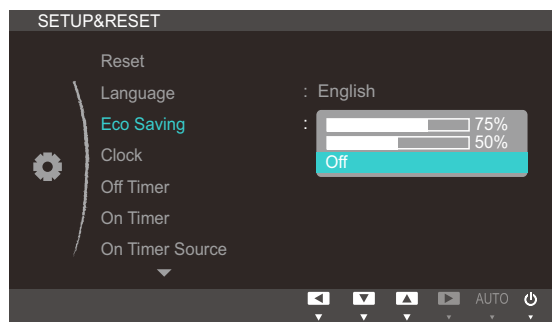 SETUP&RESET
Reset
Language : English
Eco Saving : 75%
50%
Off
Clock
Off Timer
On Timer
On Timer Source
AUTO